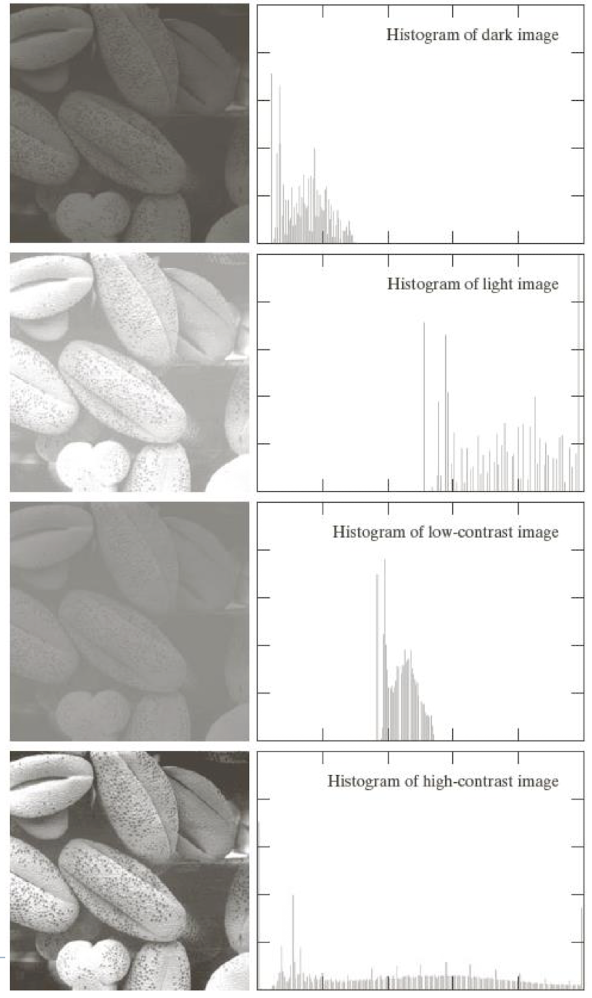 Histogram of dark image
Histogram of light image
Histogram of low-contrast image
Histogram of high-contrast image